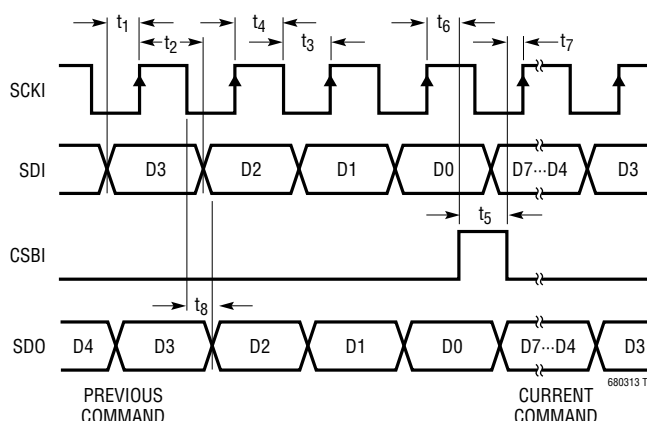 t1 t4 t6
t2 t3 t7
SCKI
SDI D3 D2 D1 D0 D7···D4 D3
t5
CSBI
t8
SDO D4 D3 D2 D1 D0 D7···D4 D3
680313 T
PREVIOUS
COMMAND
CURRENT
COMMAND